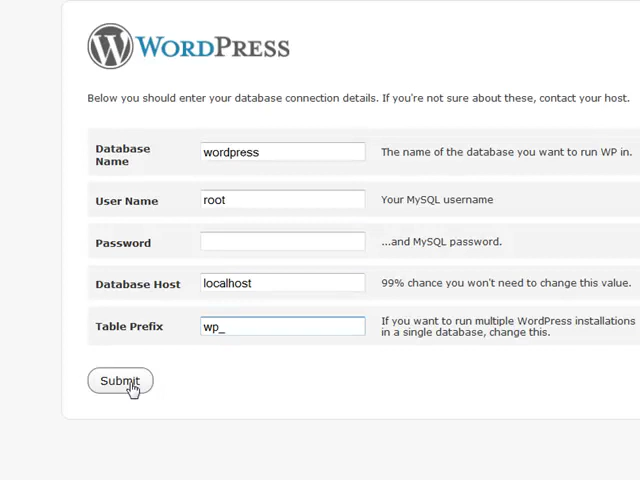 WORDPRESS
Below you should enter your database connection details. If you're not sure about these, contact your host.
Database Name
wordpress
The name of the database you want to run WP in.
User Name
root
Your MySQL username
Password
...and MySQL password.
Database Host
localhost
99% chance you won't need to change this value.
Table Prefix
wp_
If you want to run multiple WordPress installations
in a single database, change this.
Submit